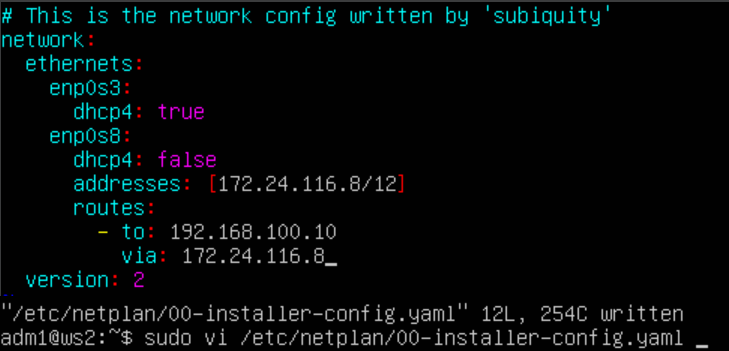 # This is the network config written by 'subiquity'
network:
  ethernets:
    enp0s3:
      dhcp4: true
    enp0s8:
      dhcp4: false
      addresses: [172.24.116.8/12]
      routes:
        - to: 192.168.100.10
          via: 172.24.116.8_
  version: 2
"/etc/netplan/00-installer-config.yaml" 12L, 254C written
adm1@ws2:~$ sudo vi /etc/netplan/00-installer-config.yaml _